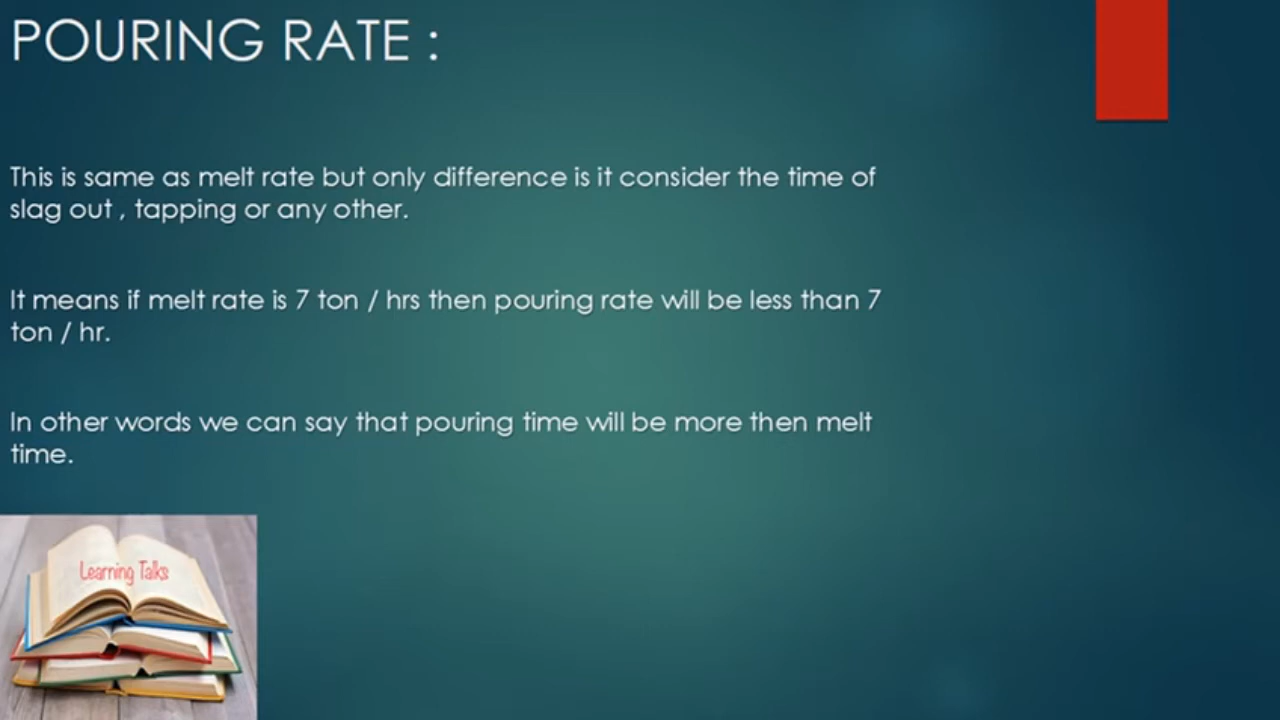 POURING RATE :
This is same as melt rate but only difference is it consider the time of
slag out , tapping or any other.
It means if melt rate is 7 ton / hrs then pouring rate will be less than 7
ton / hr.
In other words we can say that pouring time will be more then melt
time.
Learning Talks